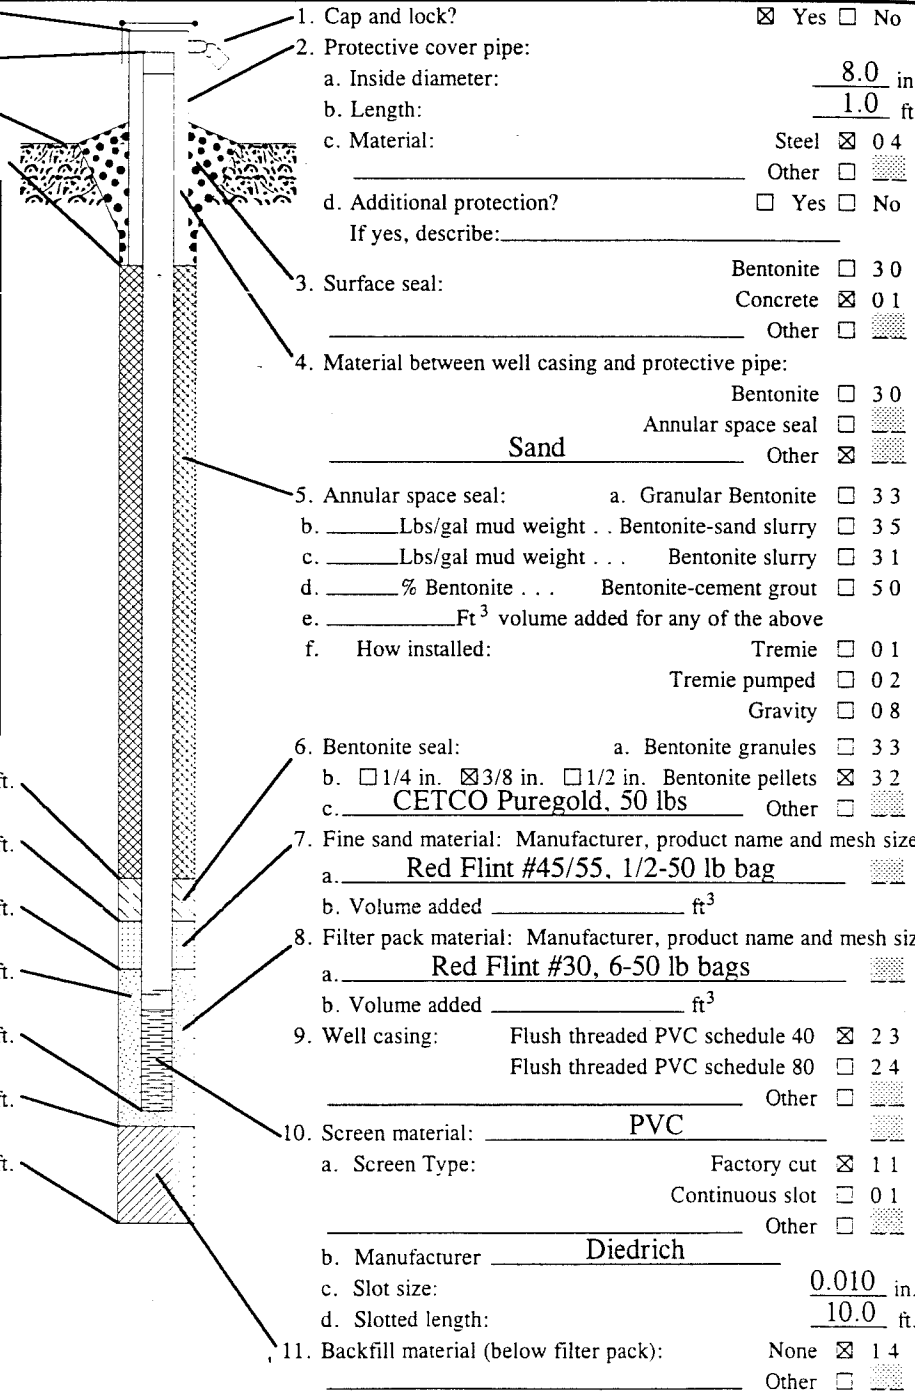 1. Cap and lock? ☒ Yes ☐ No
2. Protective cover pipe:
a. Inside diameter: 8.0 in
b. Length: 1.0 ft
c. Material: Steel ☒ 0 4
Other ☐
d. Additional protection? ☐ Yes ☐ No
If yes, describe:
3. Surface seal: Bentonite ☐ 3 0
Concrete ☒ 0 1
Other ☐
4. Material between well casing and protective pipe:
Bentonite ☐ 3 0
Annular space seal ☐
Sand Other ☒
5. Annular space seal: a. Granular Bentonite ☐ 3 3
b. ______Lbs/gal mud weight . . Bentonite-sand slurry ☐ 3 5
c. ______Lbs/gal mud weight . . . Bentonite slurry ☐ 3 1
d. ______% Bentonite . . . Bentonite-cement grout ☐ 5 0
e. __________Ft³ volume added for any of the above
f. How installed: Tremie ☐ 0 1
Tremie pumped ☐ 0 2
Gravity ☐ 0 8
6. Bentonite seal: a. Bentonite granules ☐ 3 3
ft.
b. ☐ 1/4 in. ☒ 3/8 in. ☐ 1/2 in. Bentonite pellets ☒ 3 2
c. CETCO Puregold, 50 lbs Other ☐
ft.
7. Fine sand material: Manufacturer, product name and mesh size
a. Red Flint #45/55, 1/2-50 lb bag
ft.
b. Volume added __________ ft³
8. Filter pack material: Manufacturer, product name and mesh siz
ft.
a. Red Flint #30, 6-50 lb bags
b. Volume added __________ ft³
ft.
9. Well casing: Flush threaded PVC schedule 40 ☒ 2 3
Flush threaded PVC schedule 80 ☐ 2 4
ft.
Other ☐
10. Screen material: PVC
ft.
a. Screen Type: Factory cut ☒ 1 1
Continuous slot ☐ 0 1
Other ☐
b. Manufacturer Diedrich
c. Slot size: 0.010 in.
d. Slotted length: 10.0 ft.
11. Backfill material (below filter pack): None ☒ 1 4
Other ☐